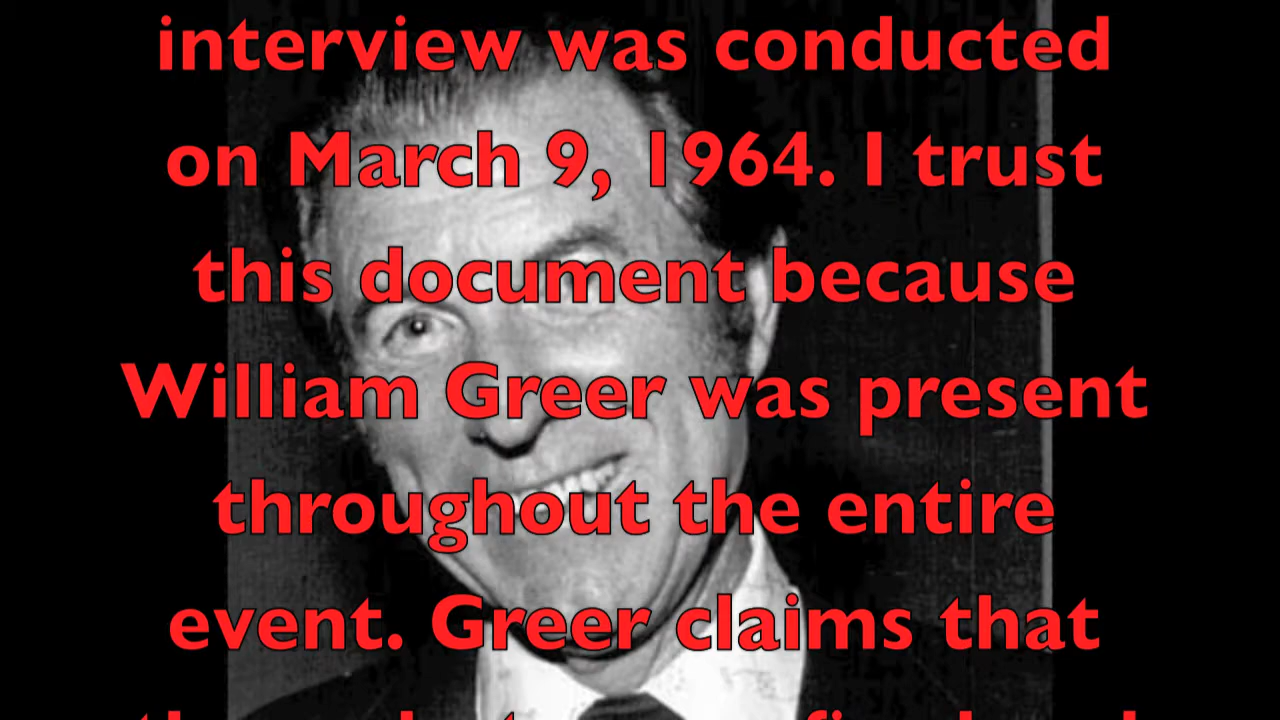 interview was conducted
on March 9, 1964. I trust
this document because
William Greer was present
throughout the entire
event. Greer claims that